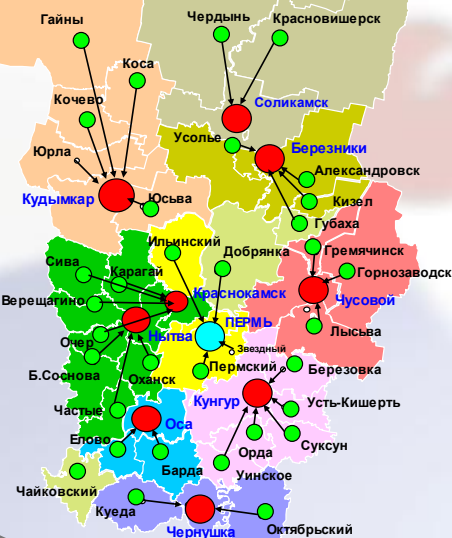 Гайны
Чердынь
Красновишерск
Коса
Кочево
Соликамск
Усолье
Березники
Юрла
Александровск
Кудымкар
Юсьва
Кизел
Губаха
Ильинский
Добрянка
Гремячинск
Сива
Карагай
Горнозаводск
Верещагино
Краснокамск
Чусовой
ПЕРМЬ
Очер
Нытва
Лысьва
Звездный
Б.Соснова
Оханск
Пермский
Березовка
Частые
Кунгур
Усть-Кишерть
Оса
Елово
Орда
Суксун
Барда
Уинское
Чайковский
Куеда
Чернушка
Октябрьский